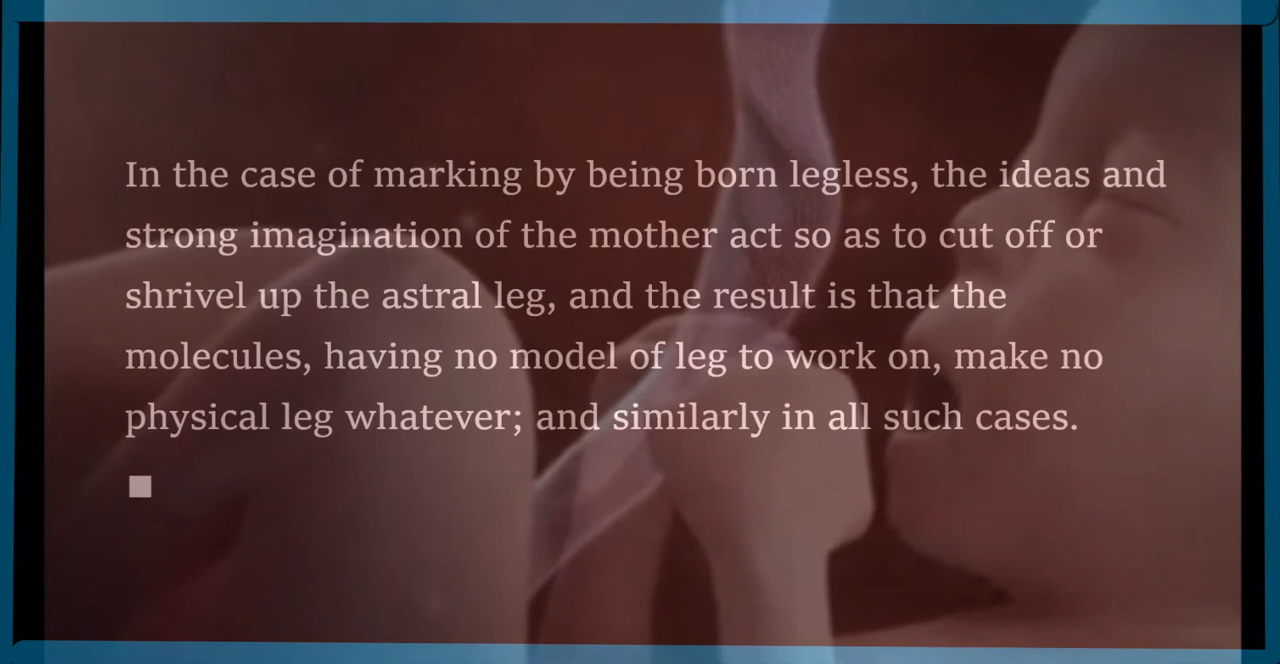 In the case of marking by being born legless, the ideas and
strong imagination of the mother act so as to cut off or
shrivel up the astral leg, and the result is that the
molecules, having no model of leg to work on, make no
physical leg whatever; and similarly in all such cases.